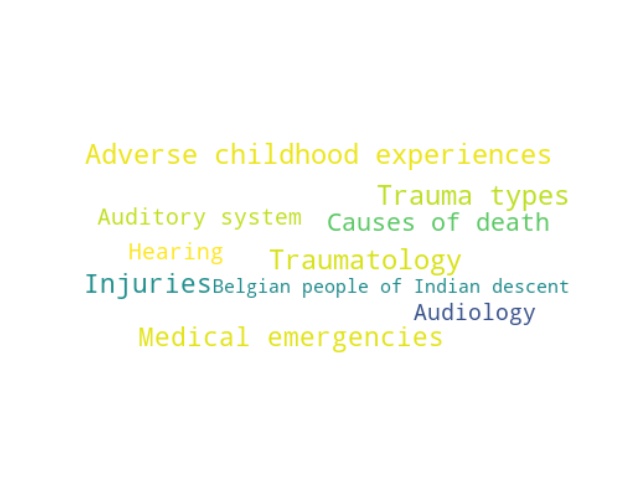 Adverse childhood experiences
Trauma types
Auditory system
Causes of death
Hearing
Traumatology
Injuries
Belgian people of Indian descent
Audiology
Medical emergencies